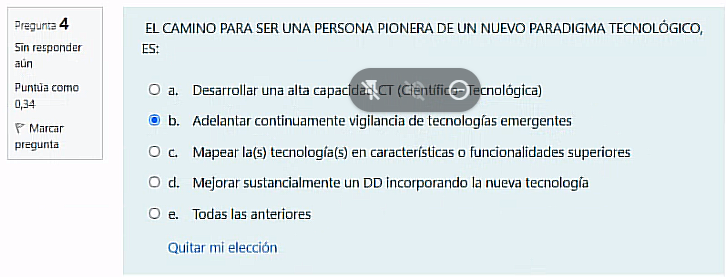 Pregunta 4
Sin responder
aún
Puntúa como
0,34
Marcar
pregunta
EL CAMINO PARA SER UNA PERSONA PIONERA DE UN NUEVO PARADIGMA TECNOLÓGICO,
ES:
a. Desarrollar una alta capacidad CT (Científico-Tecnológica)
b. Adelantar continuamente vigilancia de tecnologías emergentes
c. Mapear la(s) tecnología(s) en características o funcionalidades superiores
d. Mejorar sustancialmente un DD incorporando la nueva tecnología
e. Todas las anteriores
Quitar mi elección